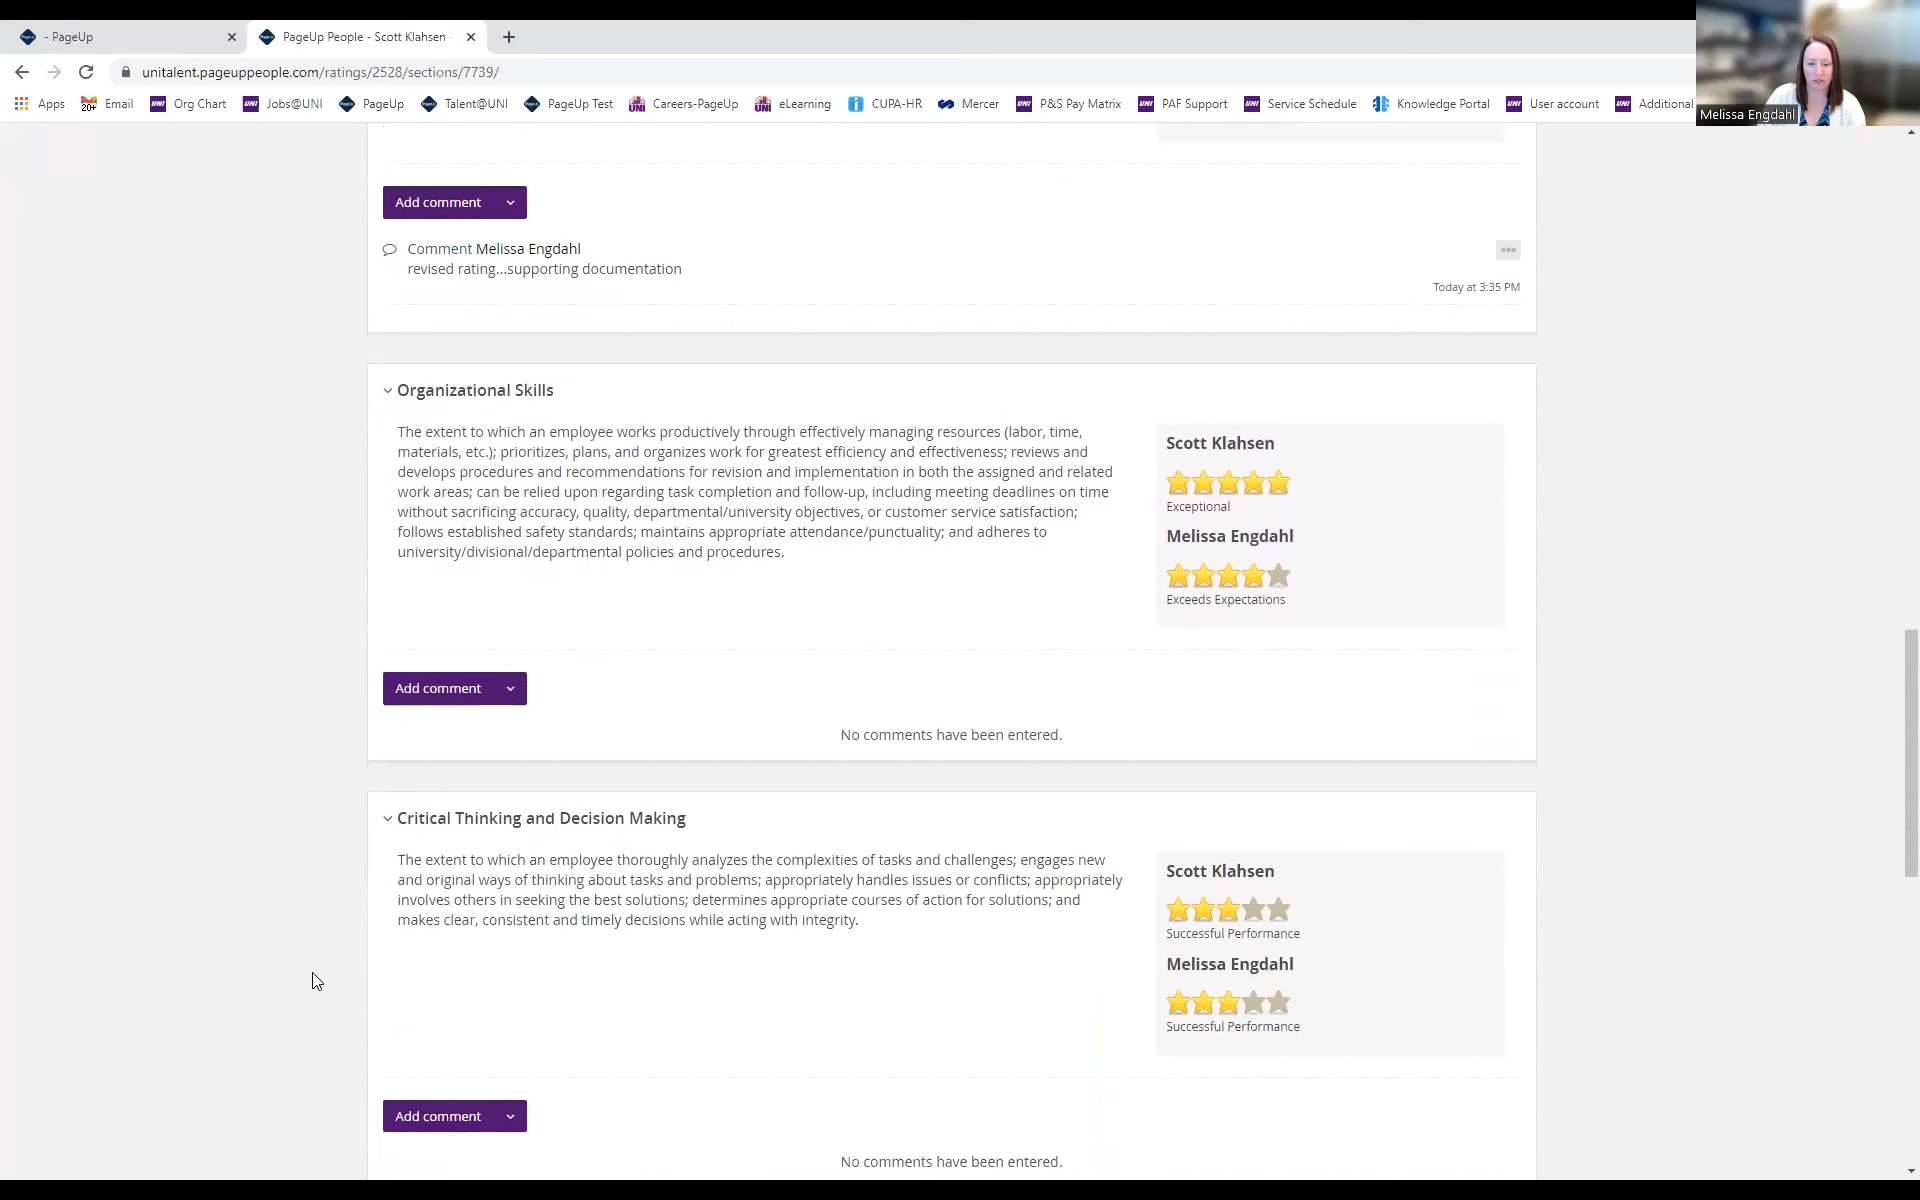 - PageUp
PageUp People - Scott Klahsen -
unitalent.pageuppeople.com/ratings/2528/sections/7739/
Apps
20+
Email
UNI
Org Chart
UNI
Jobs@UNI
PageUp
Talent@UNI
PageUp Test
UNI
Careers-PageUp
UNI
eLearning
CUPA-HR
Mercer
UNI
P&S Pay Matrix
UNI
PAF Support
UNI
Service Schedule
Knowledge Portal
UNI
User account
UNI
Additional
Melissa Engdahl
Add comment
Comment Melissa Engdahl
revised rating...supporting documentation
Today at 3:35 PM
Organizational Skills
The extent to which an employee works productively through effectively managing resources (labor, time,
materials, etc.); prioritizes, plans, and organizes work for greatest efficiency and effectiveness; reviews and
develops procedures and recommendations for revision and implementation in both the assigned and related
work areas; can be relied upon regarding task completion and follow-up, including meeting deadlines on time
without sacrificing accuracy, quality, departmental/university objectives, or customer service satisfaction;
follows established safety standards; maintains appropriate attendance/punctuality; and adheres to
university/divisional/departmental policies and procedures.
Scott Klahsen
Exceptional
Melissa Engdahl
Exceeds Expectations
Add comment
No comments have been entered.
Critical Thinking and Decision Making
The extent to which an employee thoroughly analyzes the complexities of tasks and challenges; engages new
and original ways of thinking about tasks and problems; appropriately handles issues or conflicts; appropriately
involves others in seeking the best solutions; determines appropriate courses of action for solutions; and
makes clear, consistent and timely decisions while acting with integrity.
Scott Klahsen
Successful Performance
Melissa Engdahl
Successful Performance
Add comment
No comments have been entered.